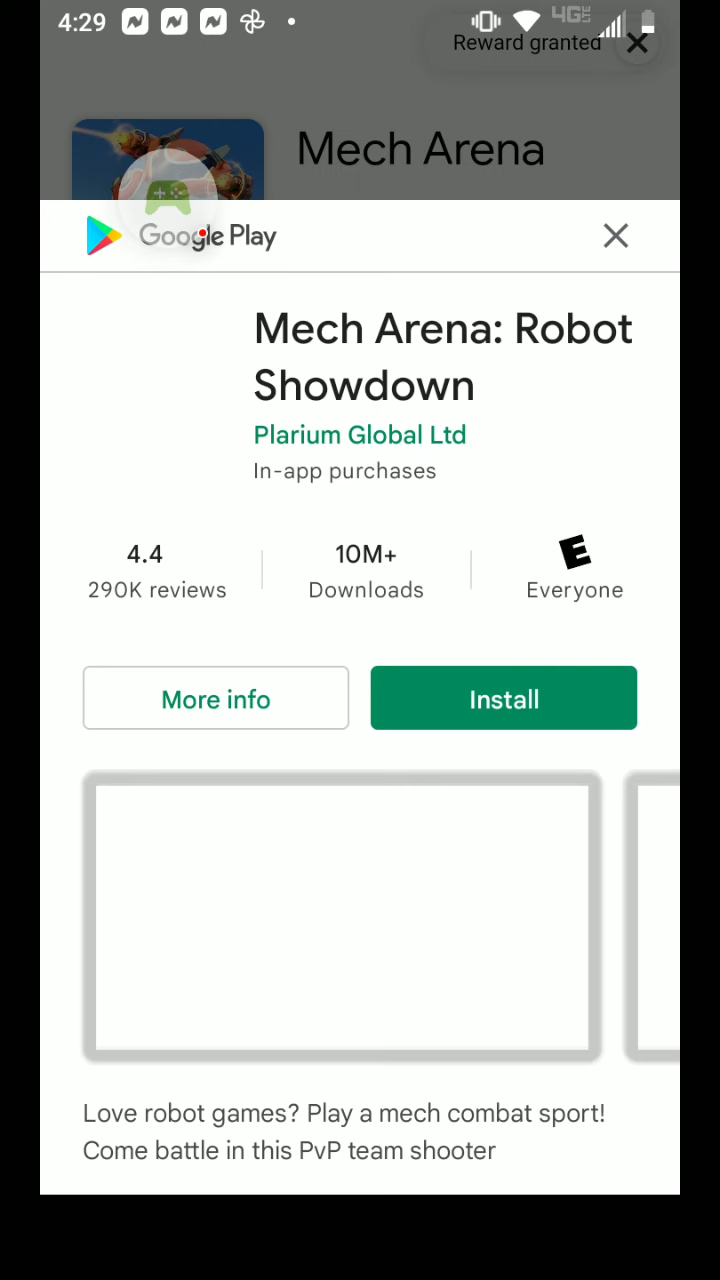 4:29
4G LTE
Reward granted
Mech Arena
Google Play
Mech Arena: Robot
Showdown
Plarium Global Ltd
In-app purchases
4.4
290K reviews
10M+
Downloads
E
Everyone
More info
Install
Love robot games? Play a mech combat sport!
Come battle in this PvP team shooter